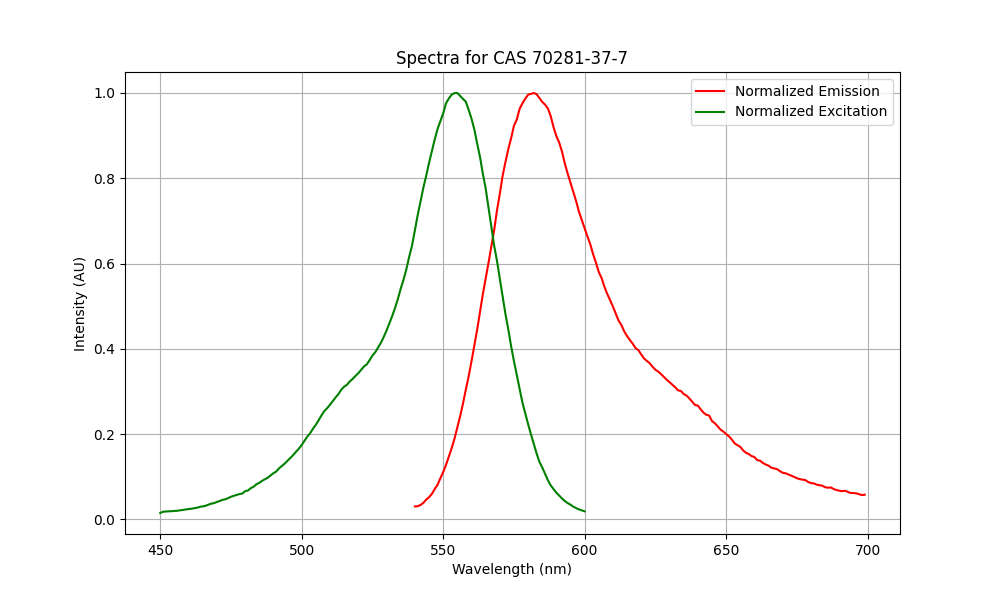 Spectra for CAS 70281-37-7
Normalized Emission
Normalized Excitation
1.0
0.8
0.6
0.4
0.2
0.0
Intensity (AU)
450 500 550 600 650 700
Wavelength (nm)